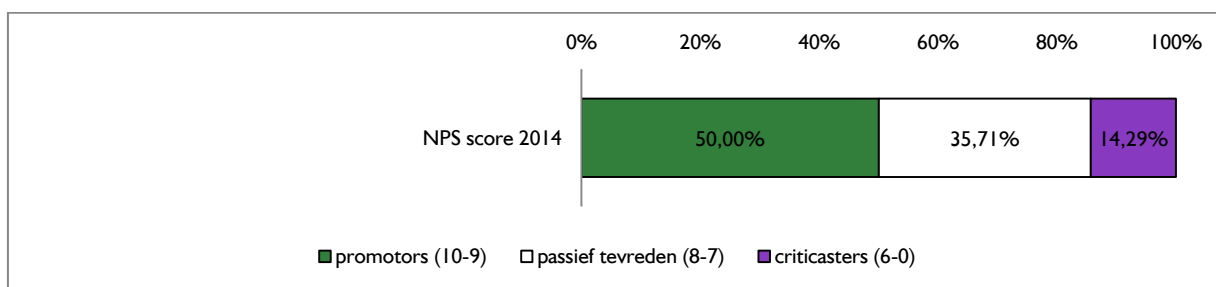 0% 20% 40% 60% 80% 100%
NPS score 2014 50,00% 35,71% 14,29%
promotors (10-9) passief tevreden (8-7) criticasters (6-0)